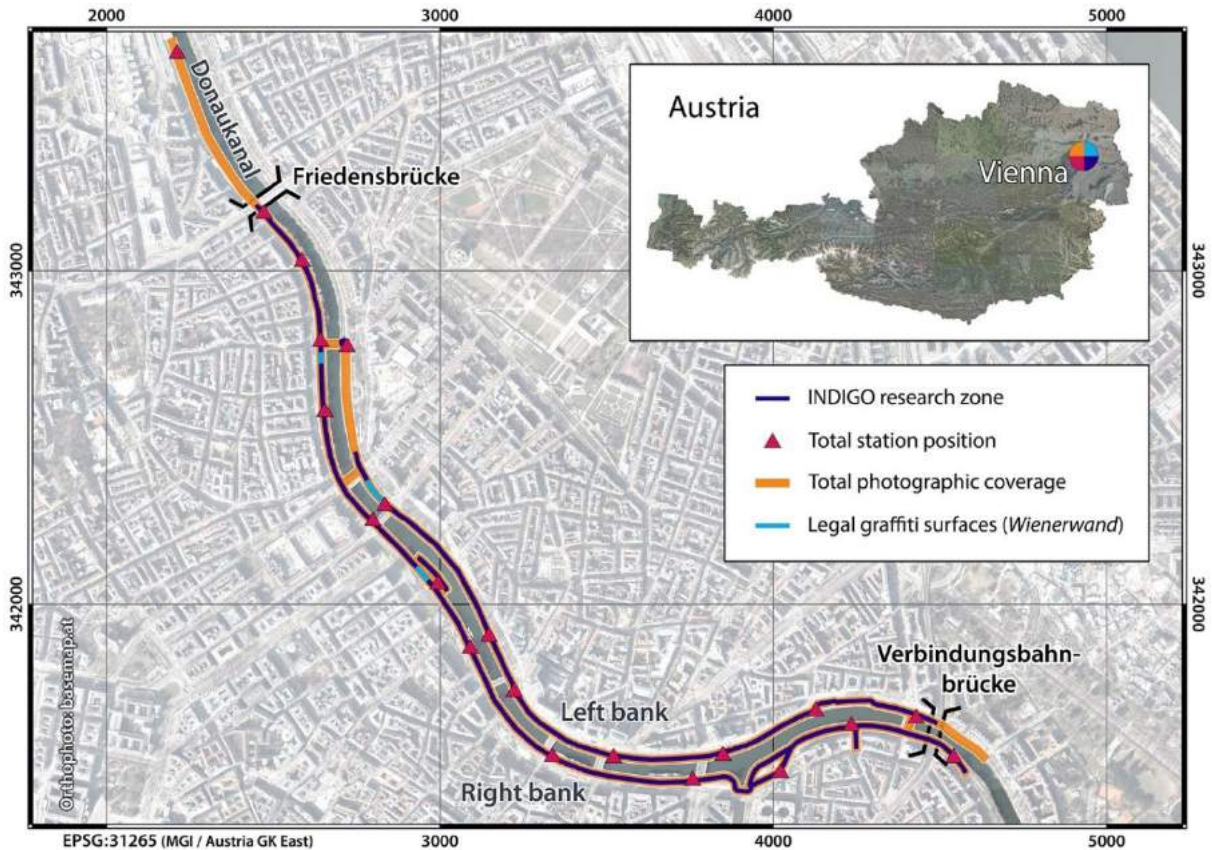 2000 3000 4000 5000
Donaukanal
Friedensbrücke
Austria
Vienna
343000 343000
INDIGO research zone
Total station position
Total photographic coverage
Legal graffiti surfaces (Wienerwand)
342000 342000
Orthophoto: basemap.at
Verbindungsbahn-
brücke
Left bank
Right bank
EPSG:31265 (MGI / Austria GK East) 3000 4000 5000